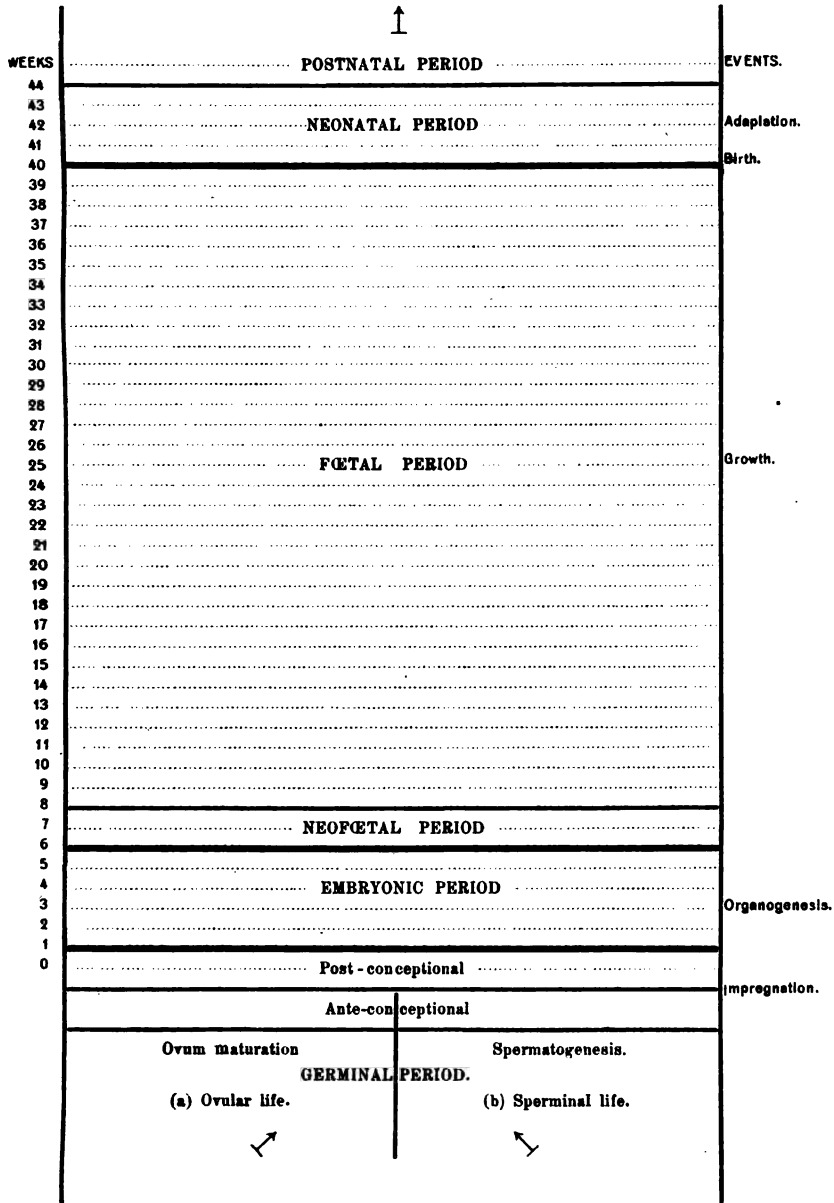 WEEKS POSTNATAL PERIOD EVENTS.
44
43
42 NEONATAL PERIOD Adaptation.
41
40 Birth.
39
38
37
36
35
34
33
32
31
30
29
28
27
26
25 FŒTAL PERIOD Growth.
24
23
22
21
20
19
18
17
16
15
14
13
12
11
10
9
8
7 NEOFŒTAL PERIOD
6
5
4 EMBRYONIC PERIOD
3 Organogenesis.
2
1
0 Post-conceptional
Impregnation.
Ante-conceptional
Ovum maturation Spermatogenesis.
GERMINAL PERIOD.
(a) Ovular life. (b) Sperminal life.